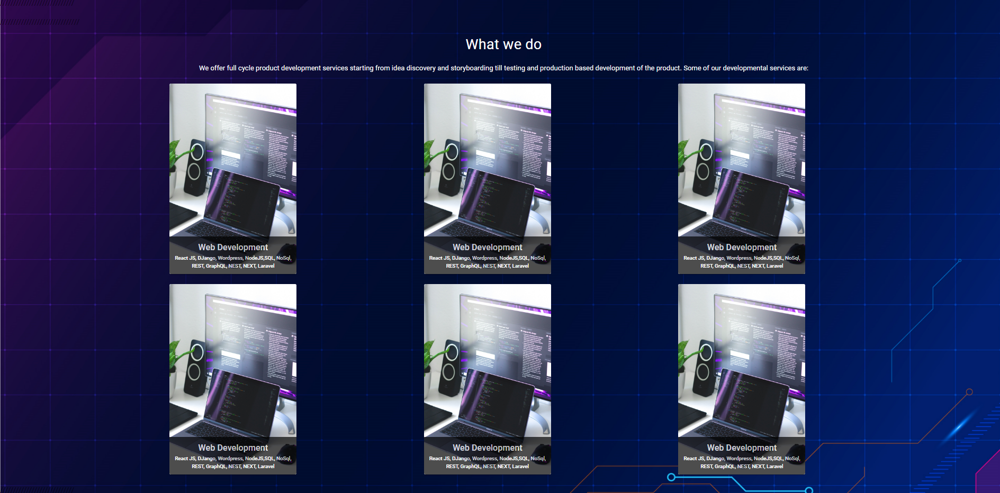 What we do
We offer full cycle product development services starting from idea discovery and storyboarding till testing and production based development of the product. Some of our developmental services are:
Web Development
React JS, DJango, Wordpress, NodeJS,SQL, NoSql,
REST, GraphQL, NEST, NEXT, Laravel
Web Development
React JS, DJango, Wordpress, NodeJS,SQL, NoSql,
REST, GraphQL, NEST, NEXT, Laravel
Web Development
React JS, DJango, Wordpress, NodeJS,SQL, NoSql,
REST, GraphQL, NEST, NEXT, Laravel
Web Development
React JS, DJango, Wordpress, NodeJS,SQL, NoSql,
REST, GraphQL, NEST, NEXT, Laravel
Web Development
React JS, DJango, Wordpress, NodeJS,SQL, NoSql,
REST, GraphQL, NEST, NEXT, Laravel
Web Development
React JS, DJango, Wordpress, NodeJS,SQL, NoSql,
REST, GraphQL, NEST, NEXT, Laravel